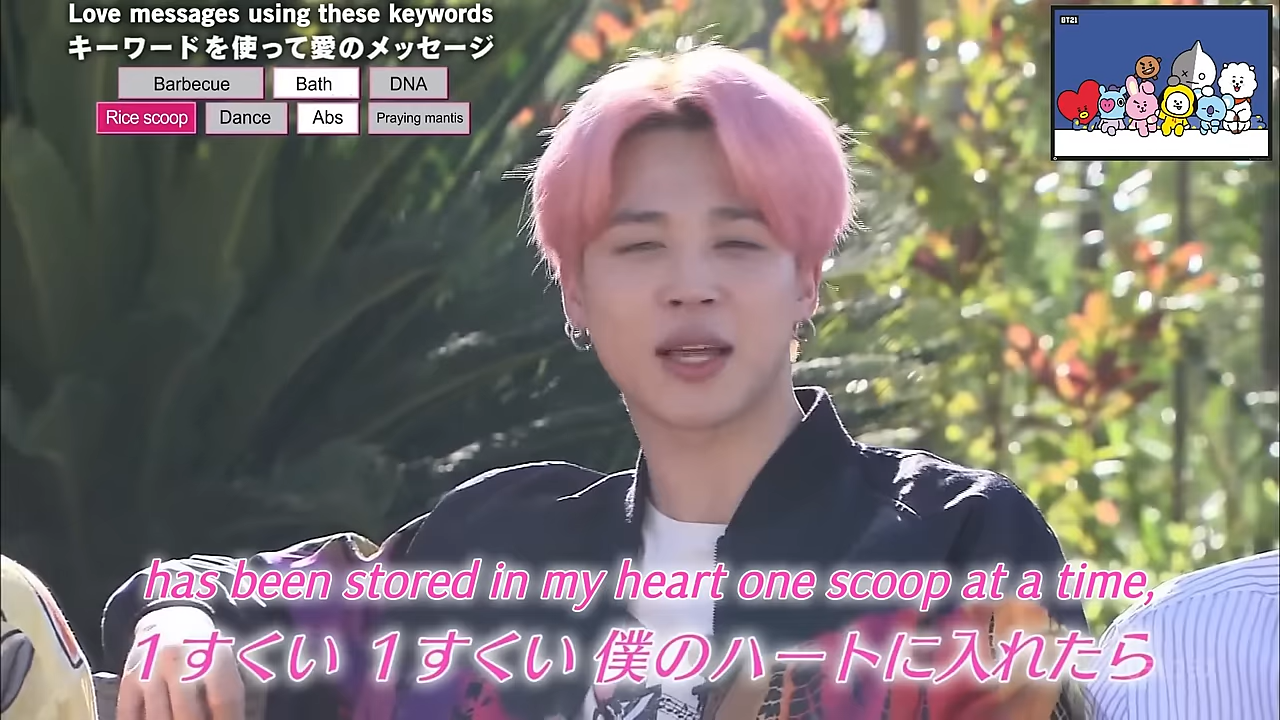 Love messages using these keywords
キーワードを使って愛のメッセージ
Barbecue Bath DNA
Rice scoop Dance Abs Praying mantis
BT21
has been stored in my heart one scoop at a time,
1すくい 1すくい 僕のハートに入れたら